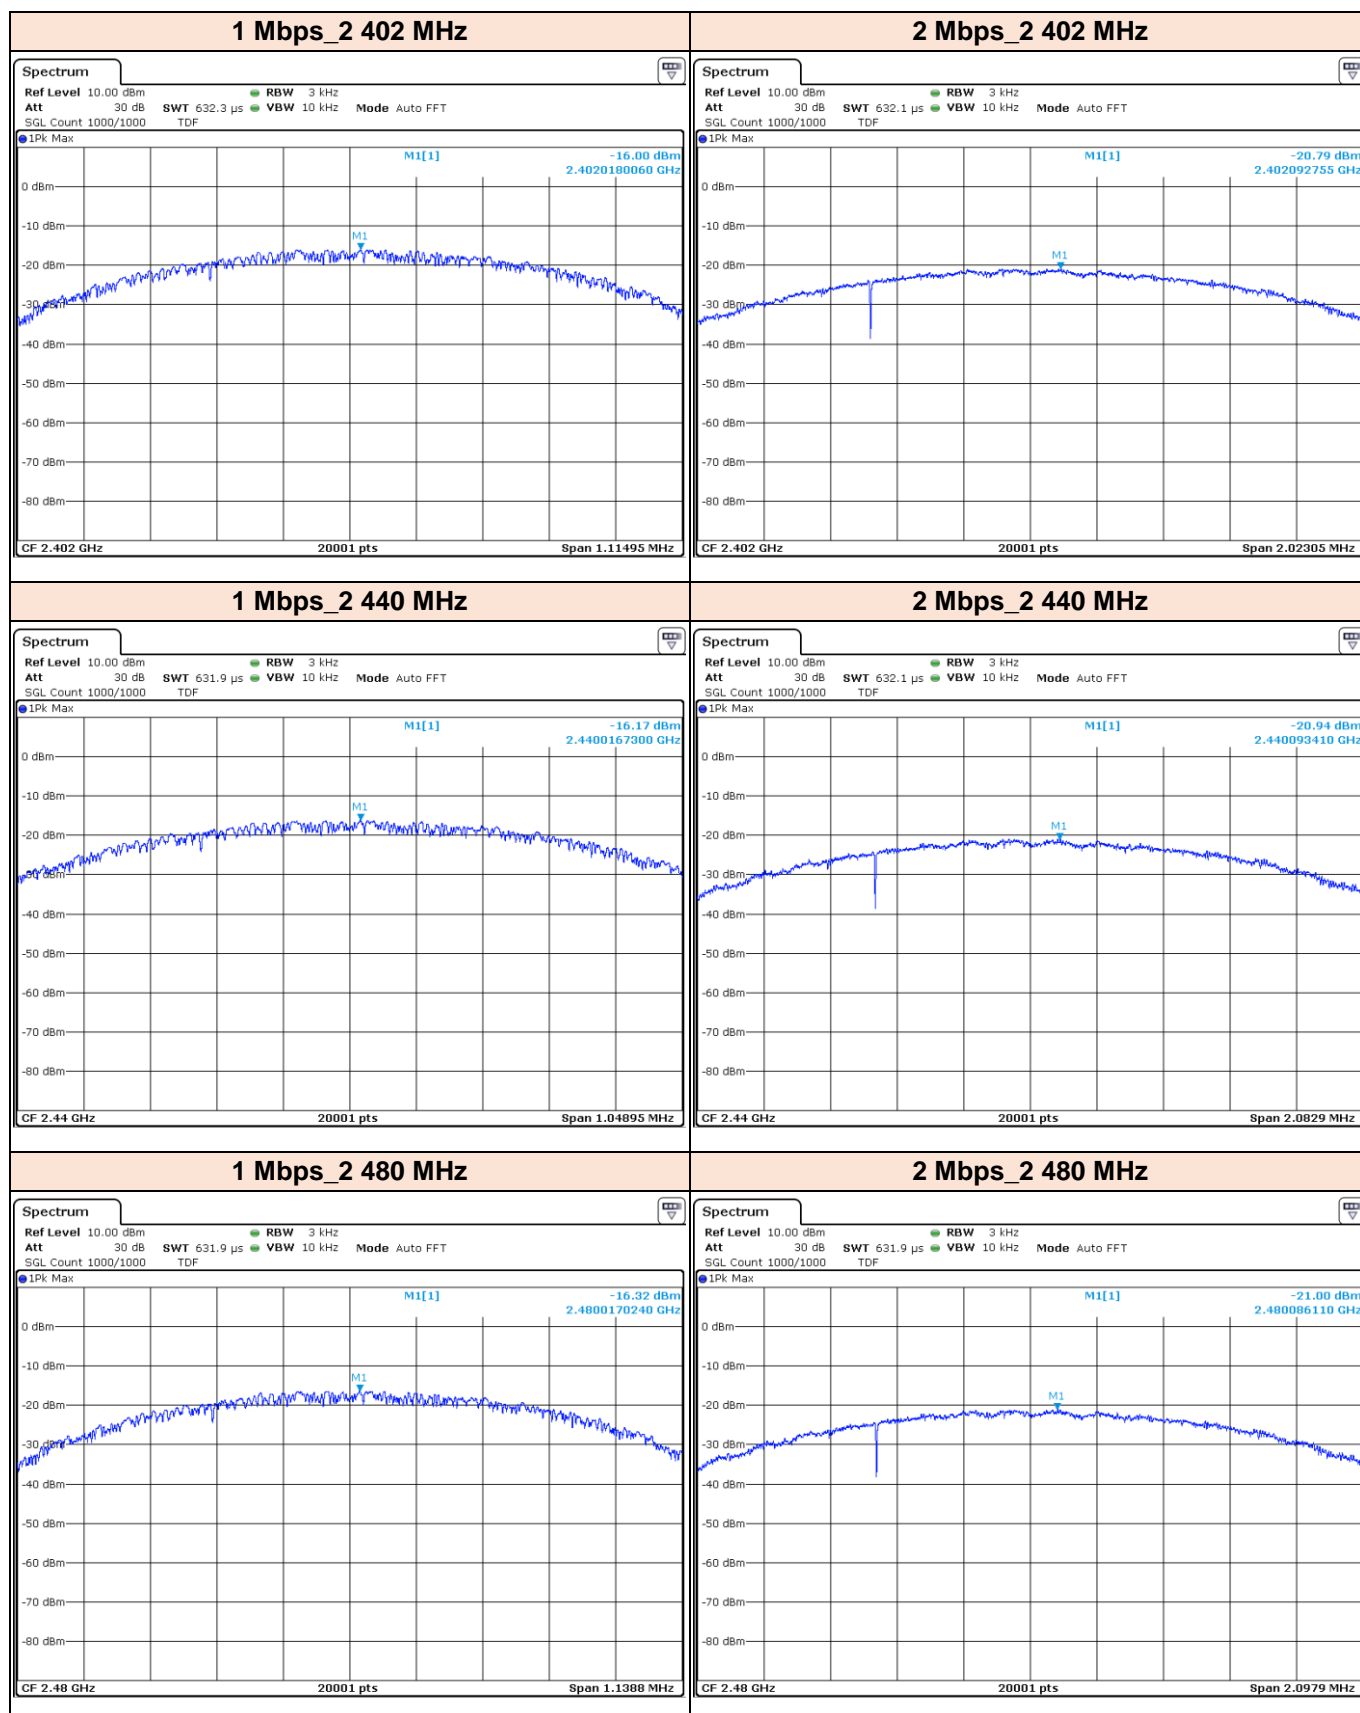 1 Mbps_2 402 MHz
Spectrum
Ref Level 10.00 dBm RBW 3 kHz
Att 30 dB SWT 632.3 µs VBW 10 kHz Mode Auto FFT
SGL Count 1000/1000 TDF
1Pk Max
M1[1] -16.00 dBm
2.4020180060 GHz
0 dBm
-10 dBm
M1
-20 dBm
-30 dBm
-40 dBm
-50 dBm
-60 dBm
-70 dBm
-80 dBm
CF 2.402 GHz 20001 pts Span 1.11495 MHz
2 Mbps_2 402 MHz
Spectrum
Ref Level 10.00 dBm RBW 3 kHz
Att 30 dB SWT 632.1 µs VBW 10 kHz Mode Auto FFT
SGL Count 1000/1000 TDF
1Pk Max
M1[1] -20.79 dBm
2.402092755 GHz
0 dBm
-10 dBm
M1
-20 dBm
-30 dBm
-40 dBm
-50 dBm
-60 dBm
-70 dBm
-80 dBm
CF 2.402 GHz 20001 pts Span 2.02305 MHz
1 Mbps_2 440 MHz
Spectrum
Ref Level 10.00 dBm RBW 3 kHz
Att 30 dB SWT 631.9 µs VBW 10 kHz Mode Auto FFT
SGL Count 1000/1000 TDF
1Pk Max
M1[1] -16.17 dBm
2.4400167300 GHz
0 dBm
-10 dBm
M1
-20 dBm
-30 dBm
-40 dBm
-50 dBm
-60 dBm
-70 dBm
-80 dBm
CF 2.44 GHz 20001 pts Span 1.04895 MHz
2 Mbps_2 440 MHz
Spectrum
Ref Level 10.00 dBm RBW 3 kHz
Att 30 dB SWT 632.1 µs VBW 10 kHz Mode Auto FFT
SGL Count 1000/1000 TDF
1Pk Max
M1[1] -20.94 dBm
2.440093410 GHz
0 dBm
-10 dBm
M1
-20 dBm
-30 dBm
-40 dBm
-50 dBm
-60 dBm
-70 dBm
-80 dBm
CF 2.44 GHz 20001 pts Span 2.0829 MHz
1 Mbps_2 480 MHz
Spectrum
Ref Level 10.00 dBm RBW 3 kHz
Att 30 dB SWT 631.9 µs VBW 10 kHz Mode Auto FFT
SGL Count 1000/1000 TDF
1Pk Max
M1[1] -16.32 dBm
2.4800170240 GHz
0 dBm
-10 dBm
M1
-20 dBm
-30 dBm
-40 dBm
-50 dBm
-60 dBm
-70 dBm
-80 dBm
CF 2.48 GHz 20001 pts Span 1.1388 MHz
2 Mbps_2 480 MHz
Spectrum
Ref Level 10.00 dBm RBW 3 kHz
Att 30 dB SWT 631.9 µs VBW 10 kHz Mode Auto FFT
SGL Count 1000/1000 TDF
1Pk Max
M1[1] -21.00 dBm
2.480086110 GHz
0 dBm
-10 dBm
M1
-20 dBm
-30 dBm
-40 dBm
-50 dBm
-60 dBm
-70 dBm
-80 dBm
CF 2.48 GHz 20001 pts Span 2.0979 MHz